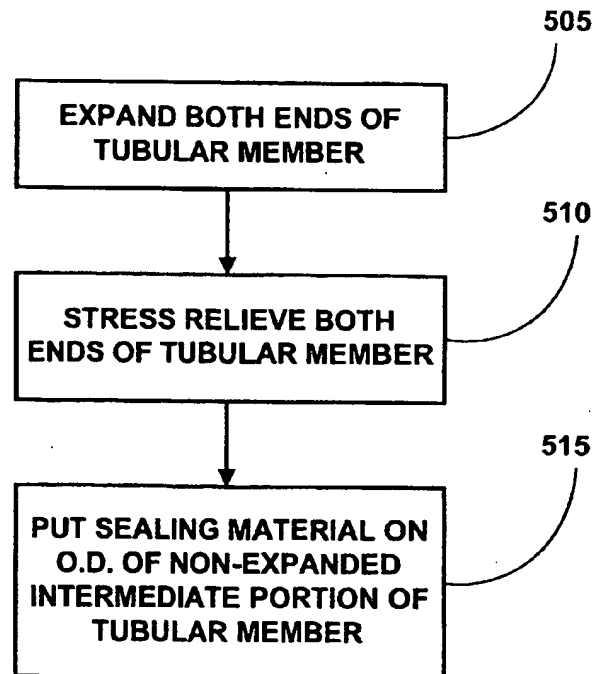 505
EXPAND BOTH ENDS OF
TUBULAR MEMBER
510
STRESS RELIEVE BOTH
ENDS OF TUBULAR MEMBER
515
PUT SEALING MATERIAL ON
O.D. OF NON-EXPANDED
INTERMEDIATE PORTION OF
TUBULAR MEMBER